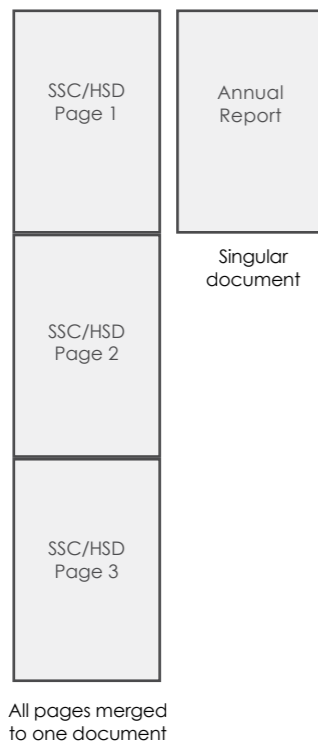 SSC/HSD
Page 1
Annual
Report
Singular
document
SSC/HSD
Page 2
SSC/HSD
Page 3
All pages merged
to one document